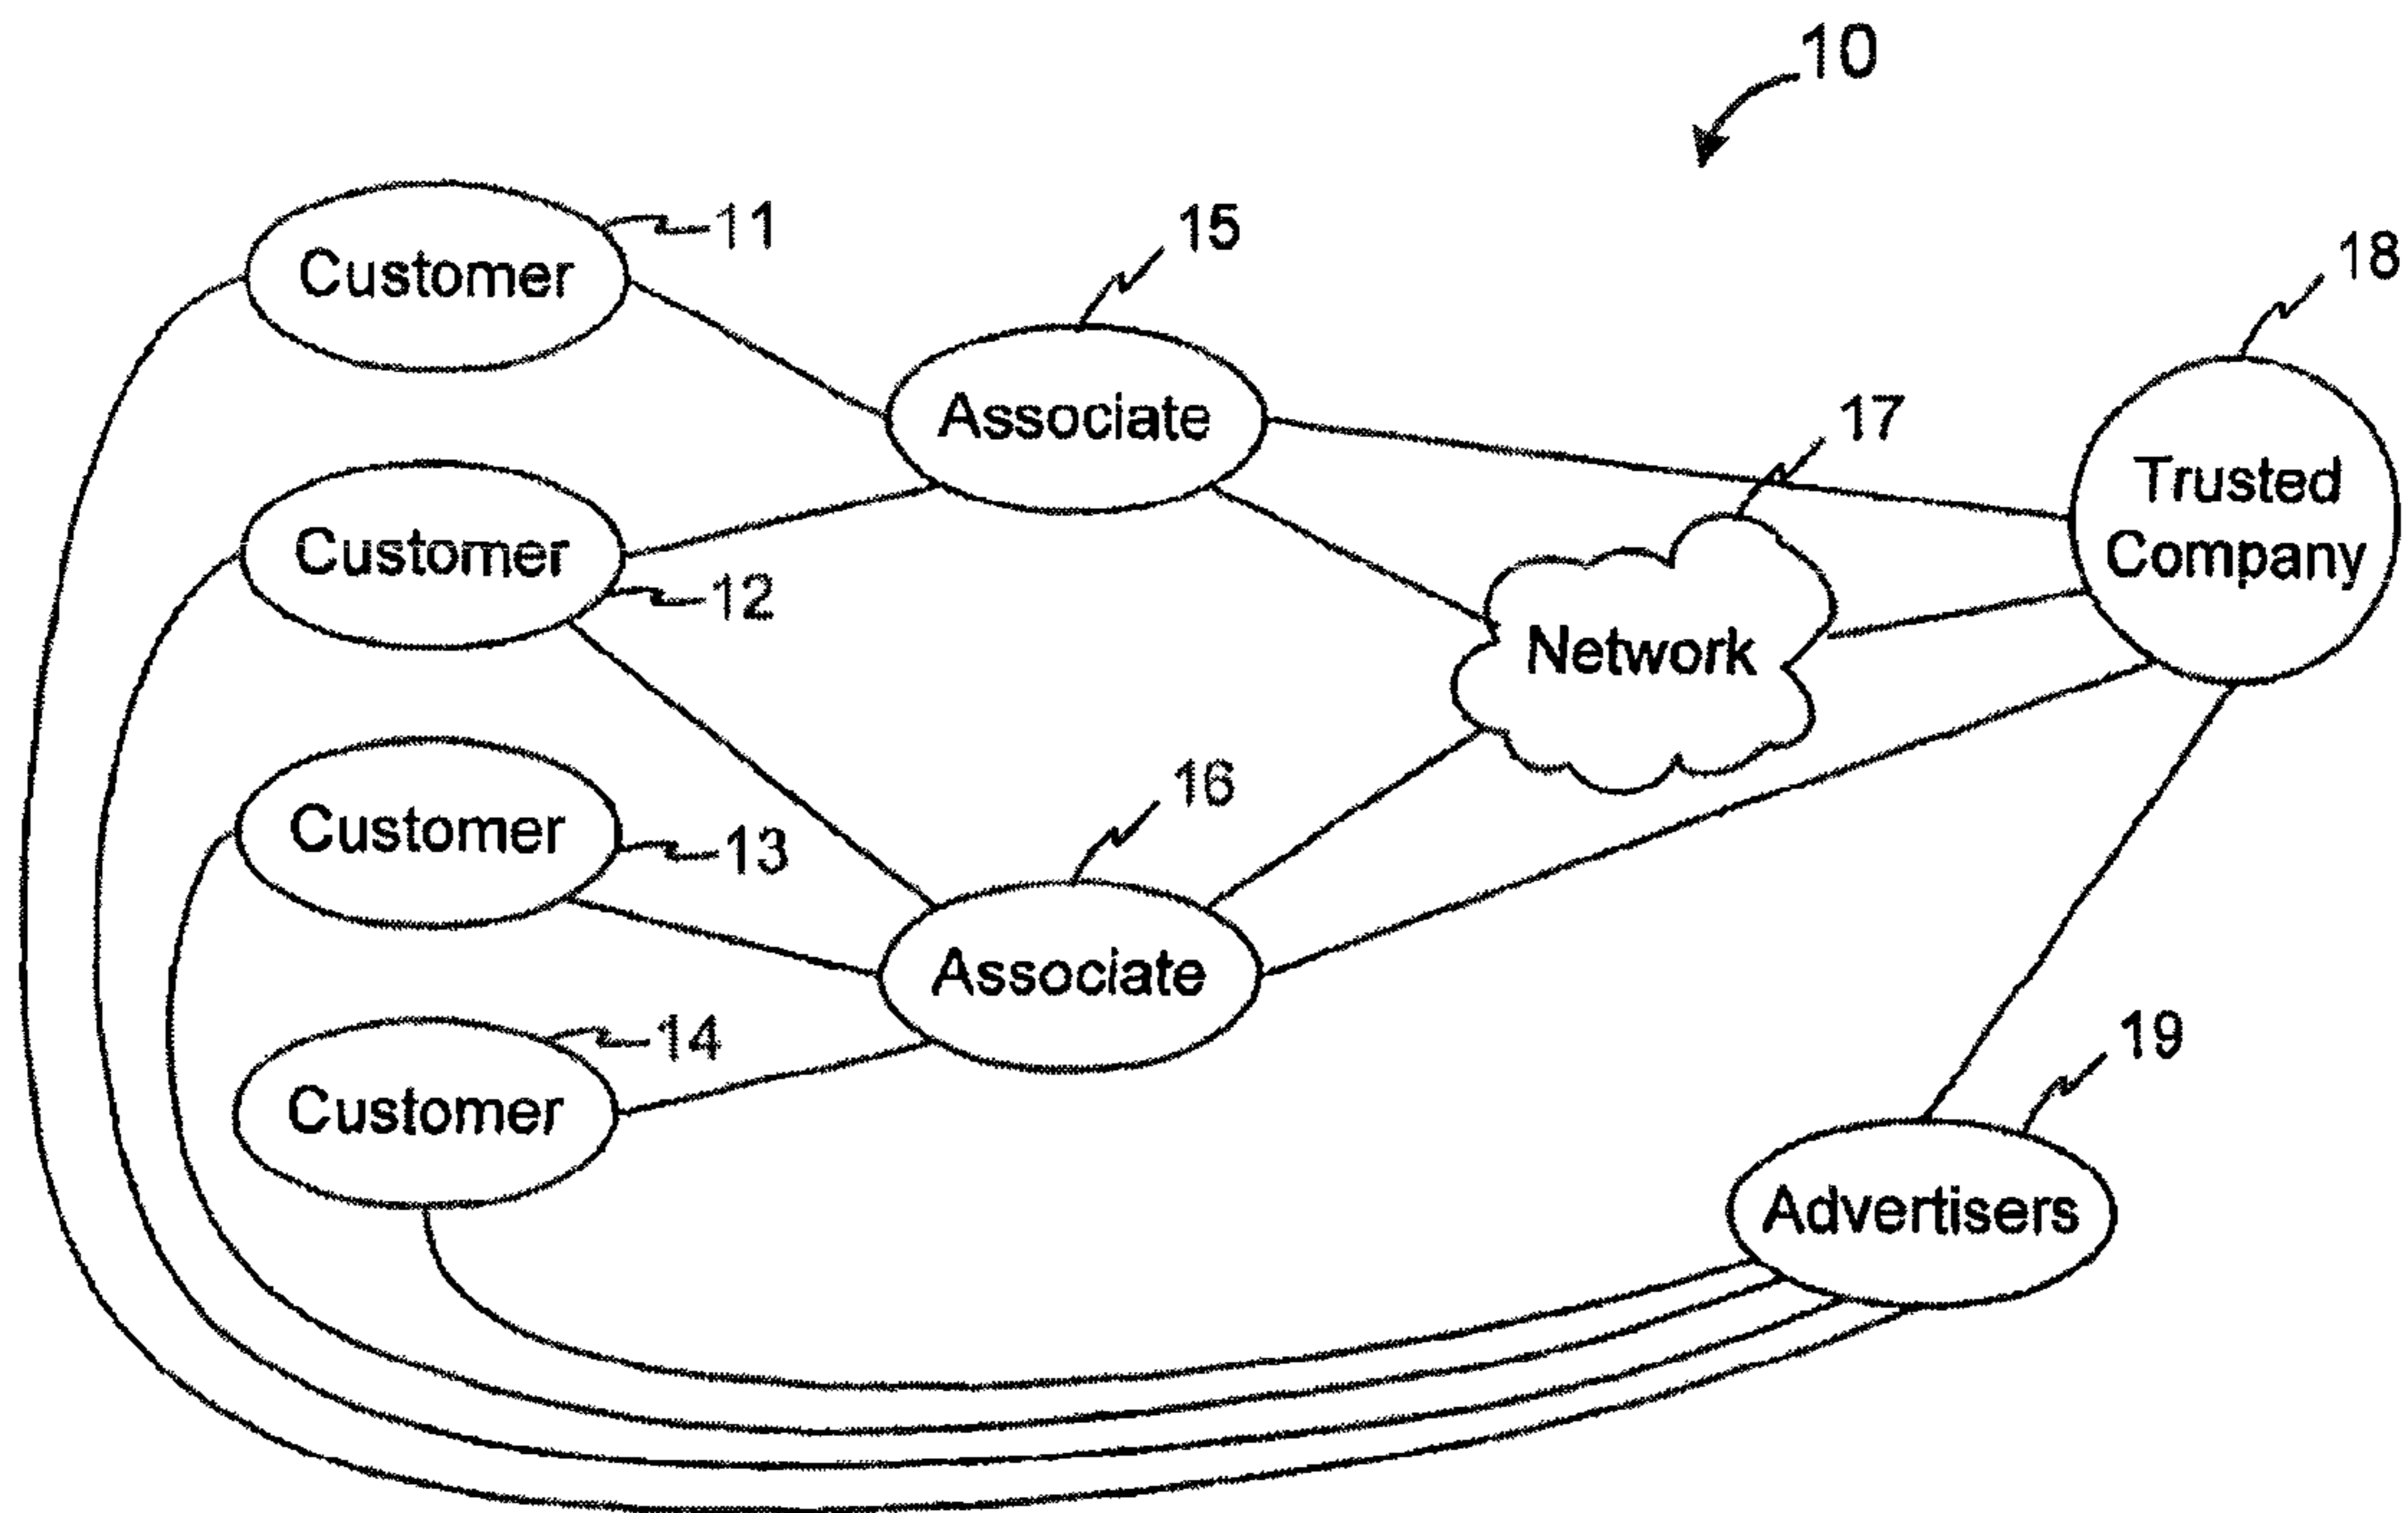 10
11
Customer
15
Associate
18
Trusted
Company
17
Customer
12
Network
Customer
13
16
Associate
14
Customer
19
Advertisers